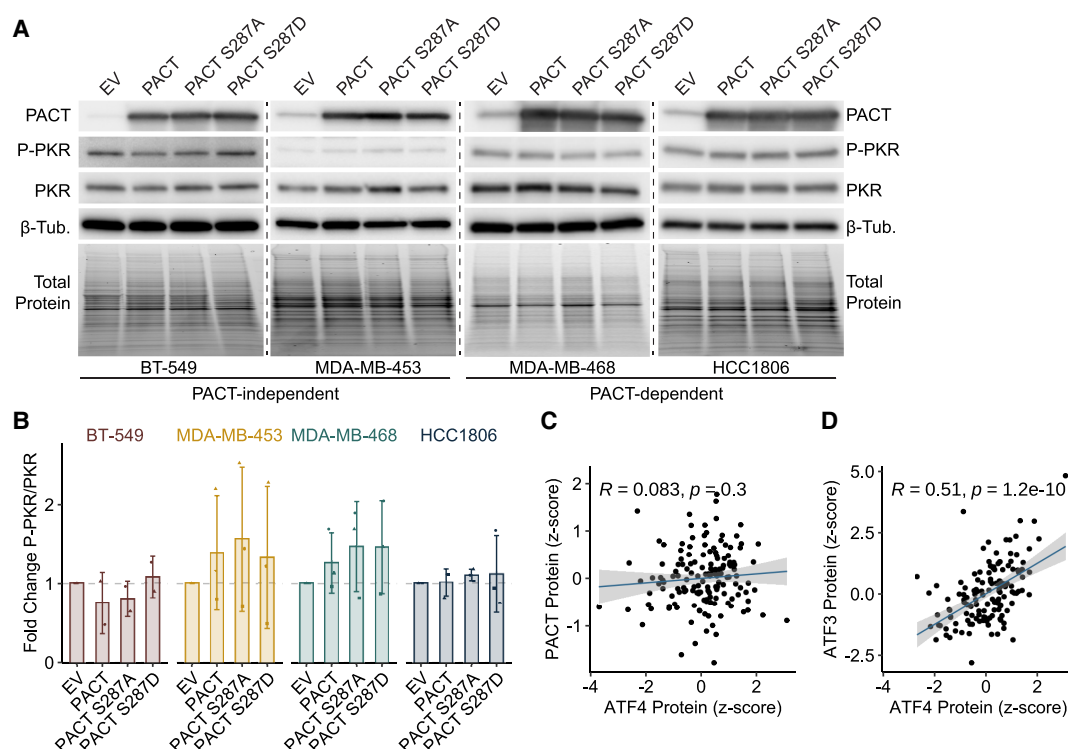 A
EV PACT PACT S287A PACT S287D EV PACT PACT S287A PACT S287D EV PACT PACT S287A PACT S287D EV PACT PACT S287A PACT S287D
PACT PACT
P-PKR P-PKR
PKR PKR
β-Tub. β-Tub.
Total Total
Protein Protein
BT-549 MDA-MB-453 MDA-MB-468 HCC1806
PACT-independent PACT-dependent
B
BT-549 MDA-MB-453 MDA-MB-468 HCC1806
Fold Change P-PKR/PKR
2
1
0
EV PACT PACT S287A PACT S287D EV PACT PACT S287A PACT S287D EV PACT PACT S287A PACT S287D EV PACT PACT S287A PACT S287D
C
R = 0.083, p = 0.3
PACT Protein (z-score)
2
1
0
-1
-4 -2 0 2
ATF4 Protein (z-score)
D
R = 0.51, p = 1.2e-10
ATF3 Protein (z-score)
5.0
2.5
0.0
-2.5
-4 -2 0 2
ATF4 Protein (z-score)